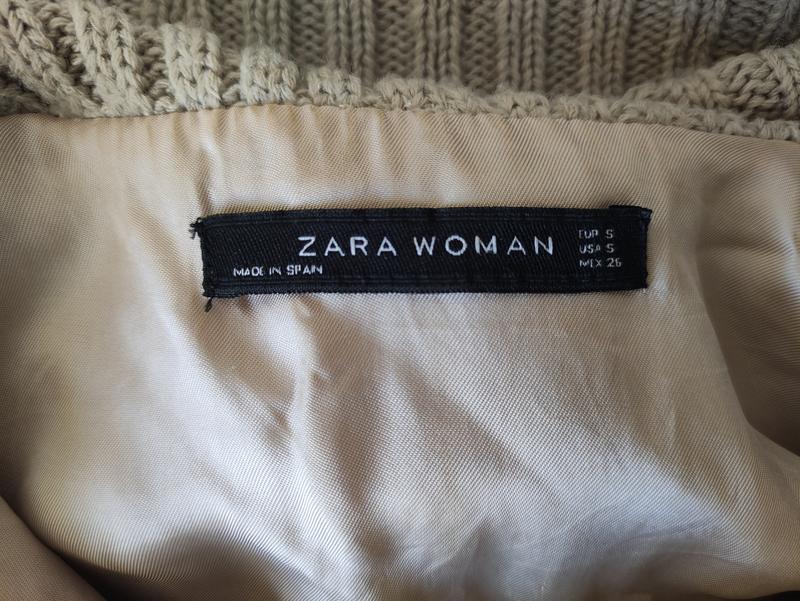 ZARA WOMAN
MADE IN SPAIN
EUR S
USA S
MEX 26